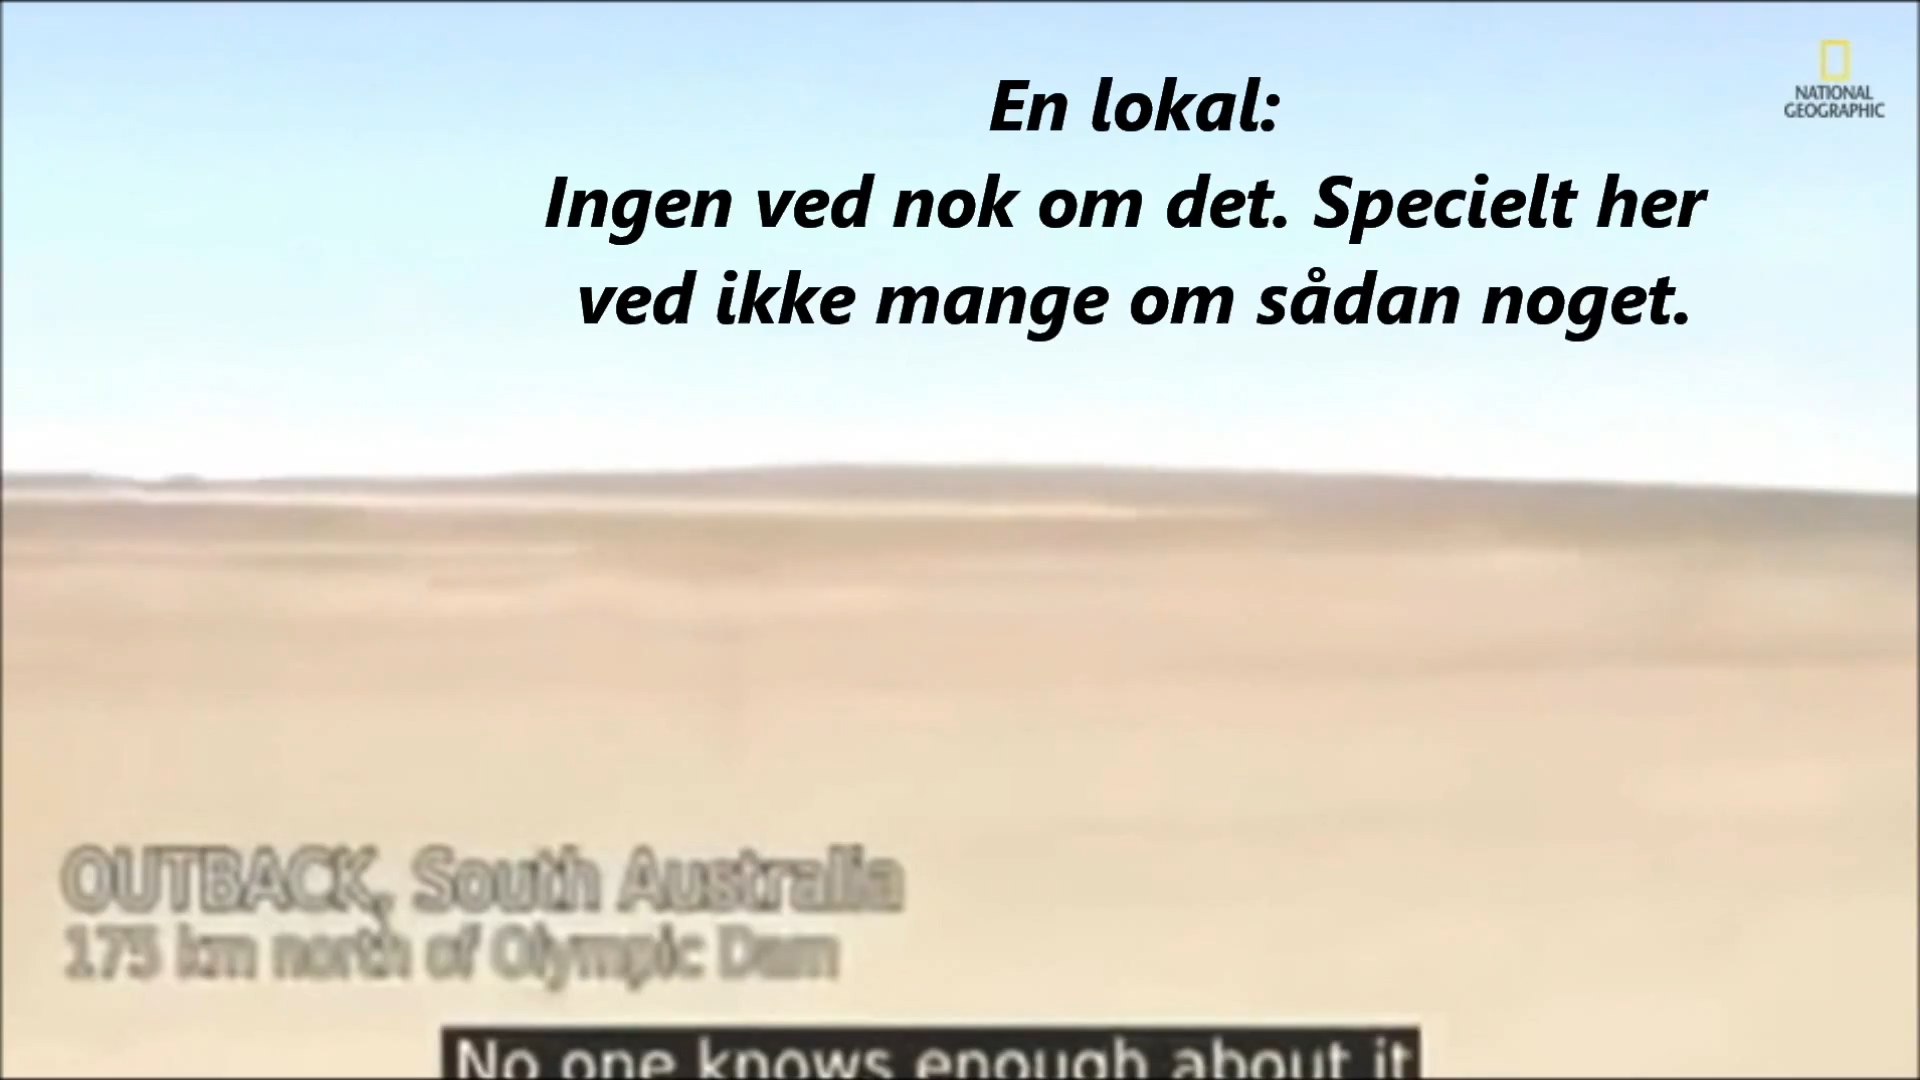 NATIONAL
GEOGRAPHIC
En lokal:
Ingen ved nok om det. Specielt her
ved ikke mange om sådan noget.
OUTBACK, South Australia
175 km north of Olympic Dam
No one knows enough about it